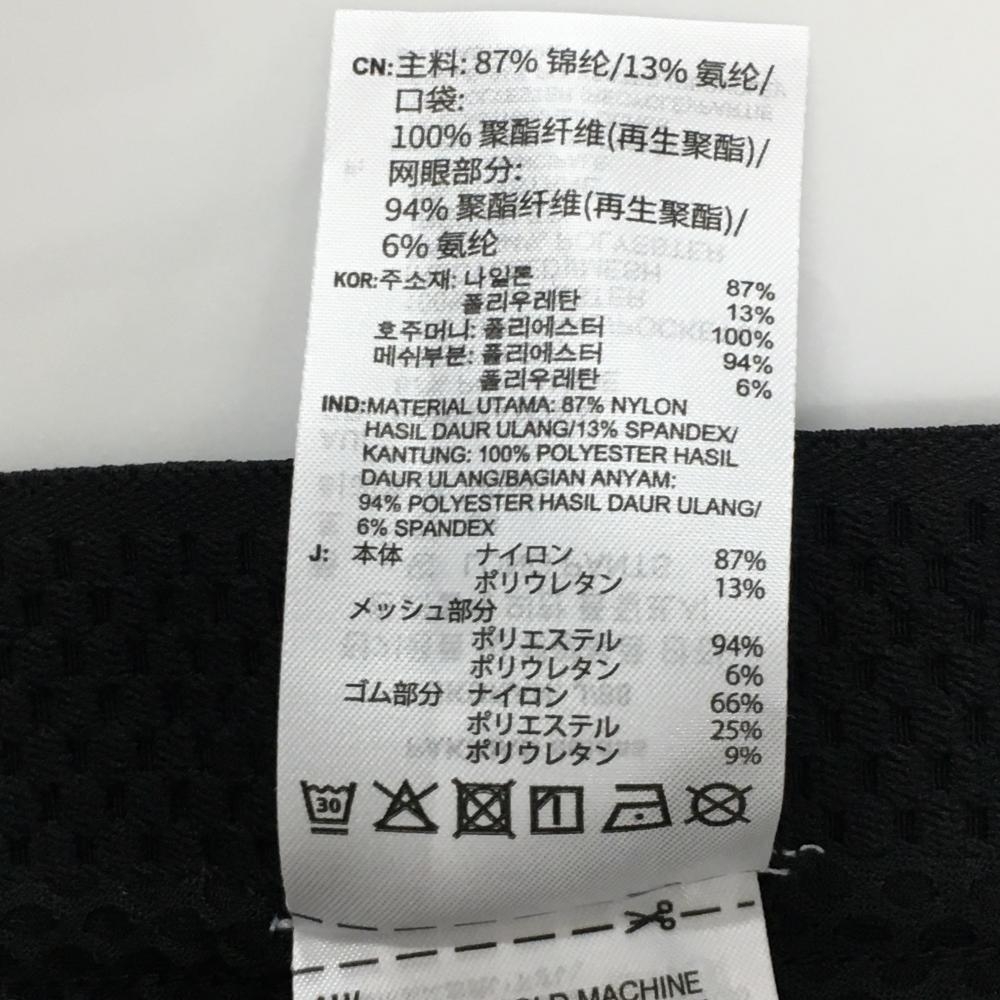 CN:主料: 87% 锦纶/13% 氨纶/
口袋:
100% 聚酯纤维(再生聚酯)/
网眼部分:
94% 聚酯纤维(再生聚酯)/
6% 氨纶
KOR:주소재: 나일론 87%
폴리우레탄 13%
호주머니: 폴리에스터 100%
메쉬부분: 폴리에스터 94%
폴리우레탄 6%
IND:MATERIAL UTAMA: 87% NYLON
HASIL DAUR ULANG/13% SPANDEX/
KANTUNG: 100% POLYESTER HASIL
DAUR ULANG/BAGIAN ANYAM:
94% POLYESTER HASIL DAUR ULANG/
6% SPANDEX
J: 本体 ナイロン 87%
ポリウレタン 13%
メッシュ部分
ポリエステル 94%
ポリウレタン 6%
ゴム部分 ナイロン 66%
ポリエステル 25%
ポリウレタン 9%
30
MACHINE